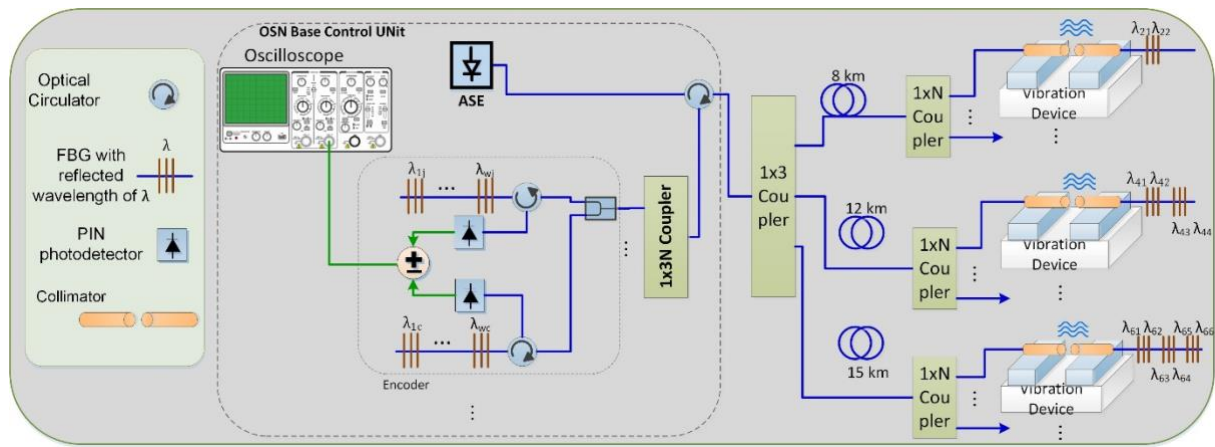 OSN Base Control UNit
Oscilloscope
ASE
Optical
Circulator
FBG with
reflected
wavelength of λ
λ
PIN
photodetector
Collimator
λ1j ... λwj
λ1c ... λwc
Encoder
⋮
⋮
1x3N Coupler
1x3
Cou
pler
8 km
1xN
Cou
pler
⋮
λ21 λ22
Vibration
Device
⋮
12 km
1xN
Cou
pler
⋮
λ41 λ42
λ43 λ44
Vibration
Device
⋮
15 km
1xN
Cou
pler
⋮
λ61 λ62 λ65 λ66
λ63 λ64
Vibration
Device
⋮